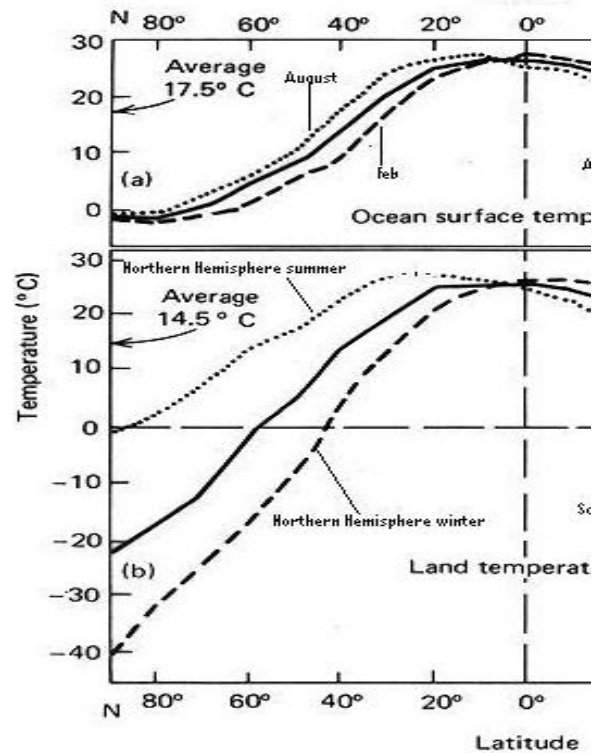 N 80° 60° 40° 20° 0°
30
Average
17.5° C
August
20
10
(a)
Feb
0
Ocean surface temp
30
Northern Hemisphere summer
20
Average
14.5° C
10
0
-10
Northern Hemisphere winter
-20
(b)
Land temperat
-30
-40
Temperature (°C)
N 80° 60° 40° 20° 0°
Latitude